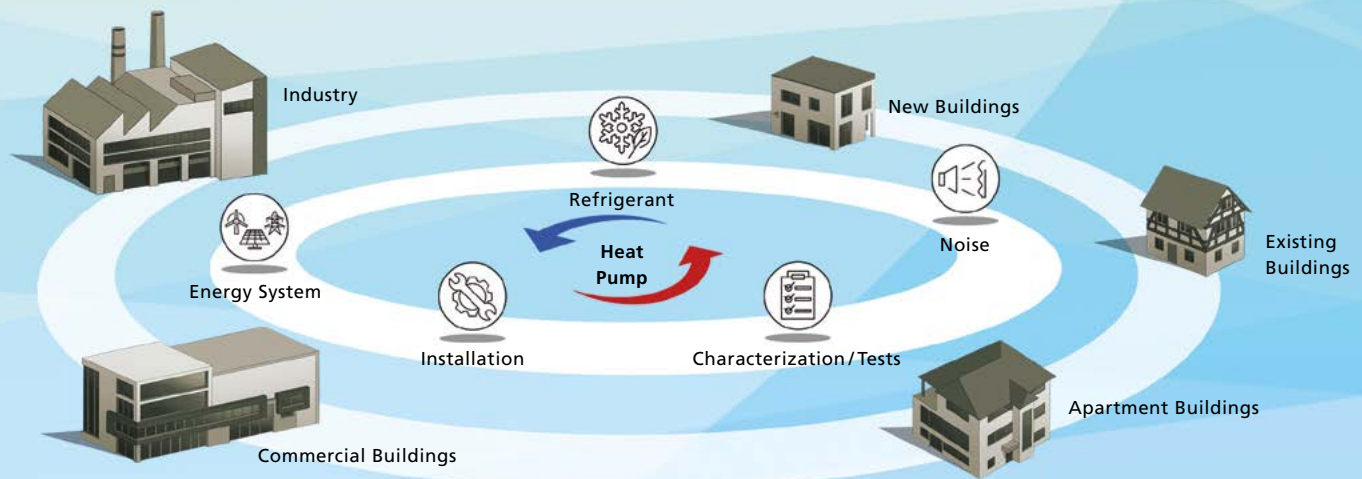 Industry
New Buildings
Refrigerant
Noise
Existing
Buildings
Heat
Pump
Energy System
Installation
Characterization/Tests
Apartment Buildings
Commercial Buildings